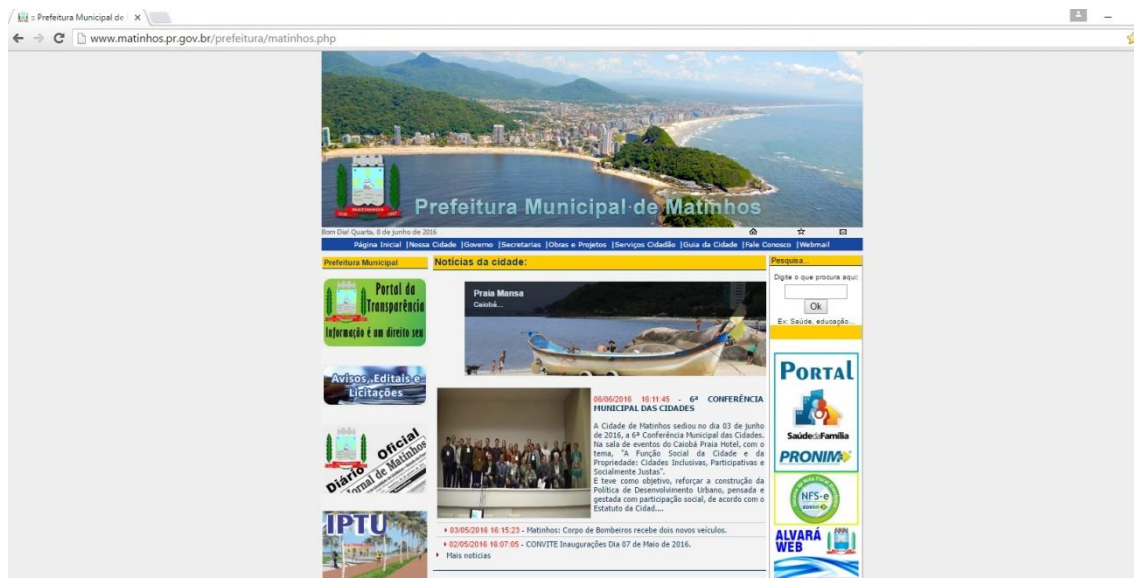 :: Prefeitura Municipal de
www.matinhos.pr.gov.br/prefeitura/matinhos.php
MATINHOS
Prefeitura Municipal de Matinhos
Bom Dia! Quarta, 8 de junho de 2016
Página Inicial |Nossa Cidade |Governo |Secretarias |Obras e Projetos |Serviços Cidadão |Guia da Cidade |Fale Conosco |Webmail
Prefeitura Municipal
Portal da
Transparência
Informação é um direito seu
Avisos, Editais e
Licitações
Diário Oficial
Jornal de Matinhos
IPTU
Noticias da cidade:
Praia Mansa
Caiobá...
06/06/2016 16:11:45 - 6ª CONFERÊNCIA
MUNICIPAL DAS CIDADES
A Cidade de Matinhos sediou no dia 03 de junho
de 2016, a 6ª Conferência Municipal das Cidades.
Na sala de eventos do Caiobá Praia Hotel, com o
tema, "A Função Social da Cidade e da
Propriedade: Cidades Inclusivas, Participativas e
Socialmente Justas".
E teve como objetivo, reforçar a construção da
Política de Desenvolvimento Urbano, pensada e
gestada com participação social, de acordo com o
Estatuto da Cidad....
03/05/2016 16:15:23 - Matinhos: Corpo de Bombeiros recebe dois novos veículos.
02/05/2016 16:07:05 - CONVITE Inaugurações Dia 07 de Maio de 2016.
Mais noticias
Pesquisa...
Digite o que procura aqui:
Ok
Ex: Saúde, educação...
PORTAL
SaúdedaFamília
PRONIM
NFS-e
ALVARÁ
WEB